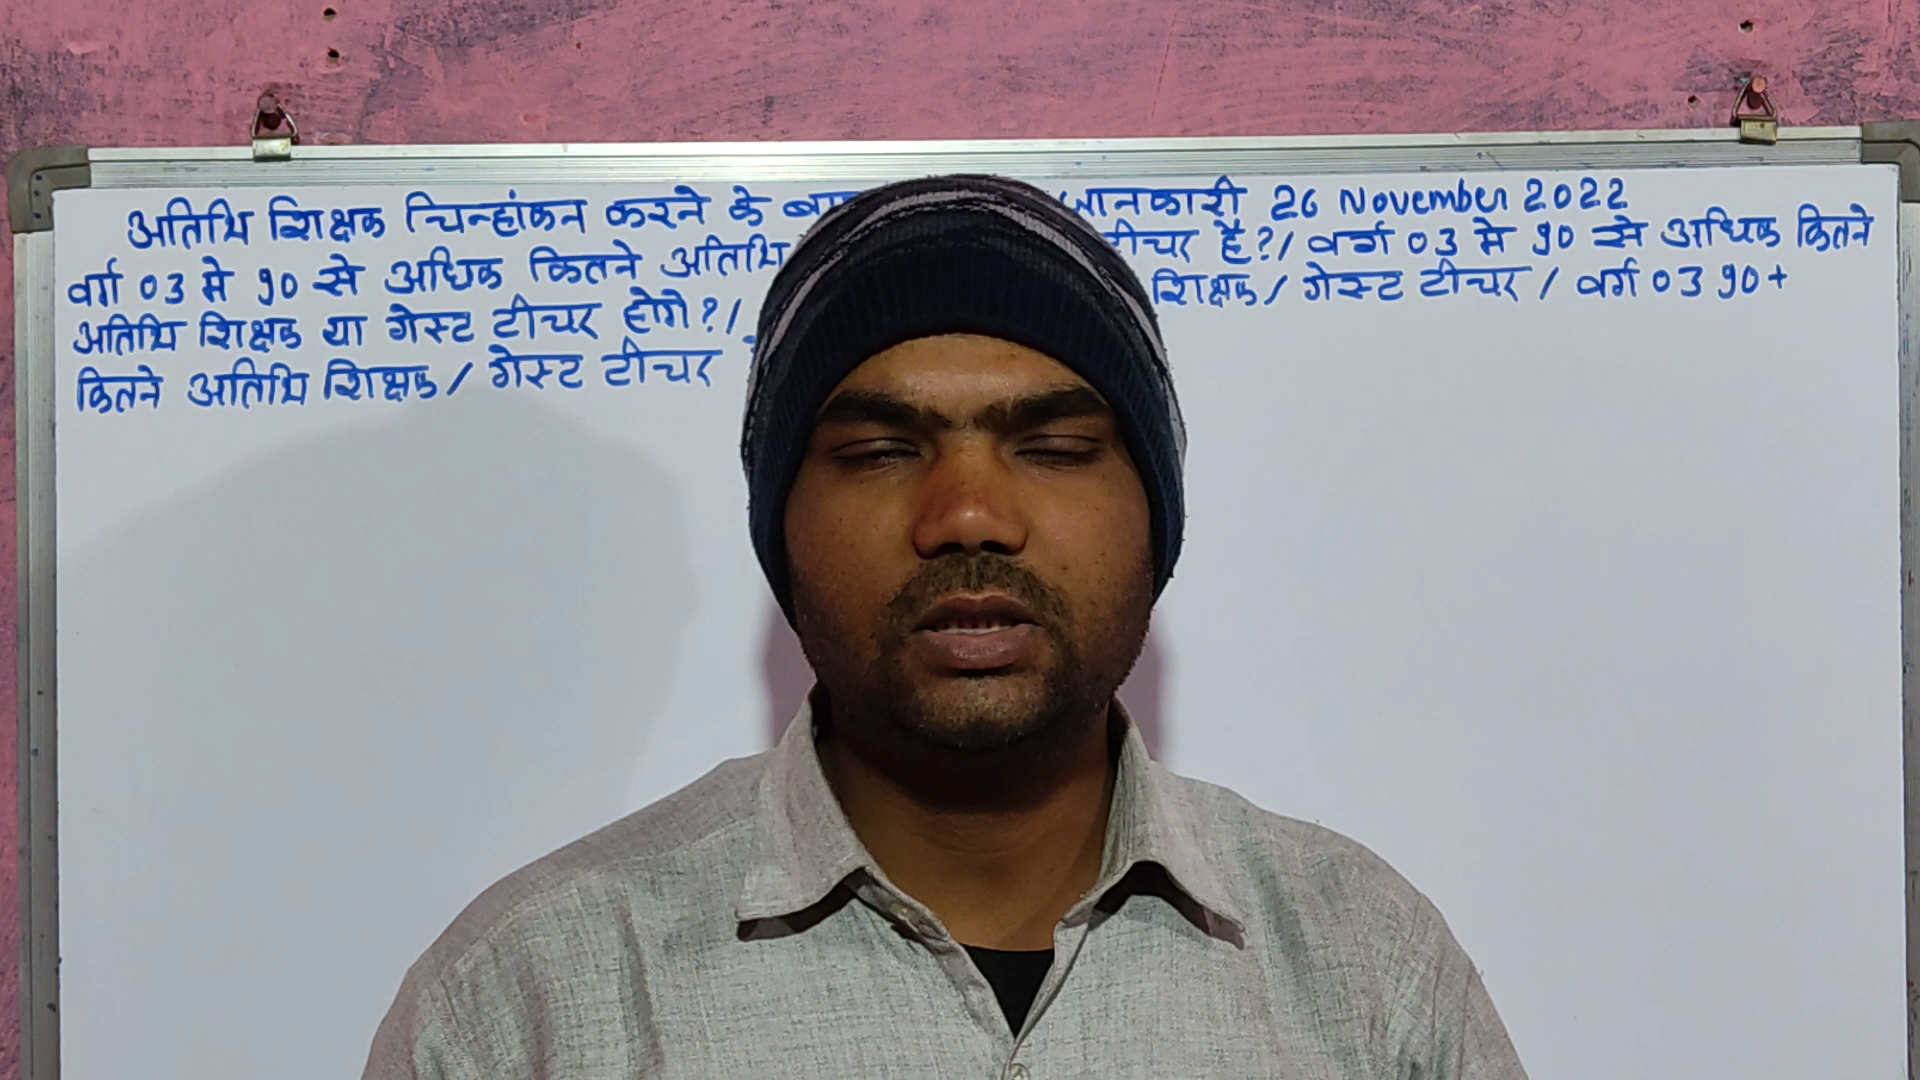 अतिथि शिक्षक चिन्हांकन करने के जानकारी 26 November 2022
वर्ग 03 मे 90 से अधिक कितने अतिथि टीचर है?/ वर्ग 03 मे 90 से अधिक कितने
अतिथि शिक्षक या गेस्ट टीचर होगे?/ शिक्षक/ गेस्ट टीचर / वर्ग 03 90+
कितने अतिथि शिक्षक/ गेस्ट टीचर